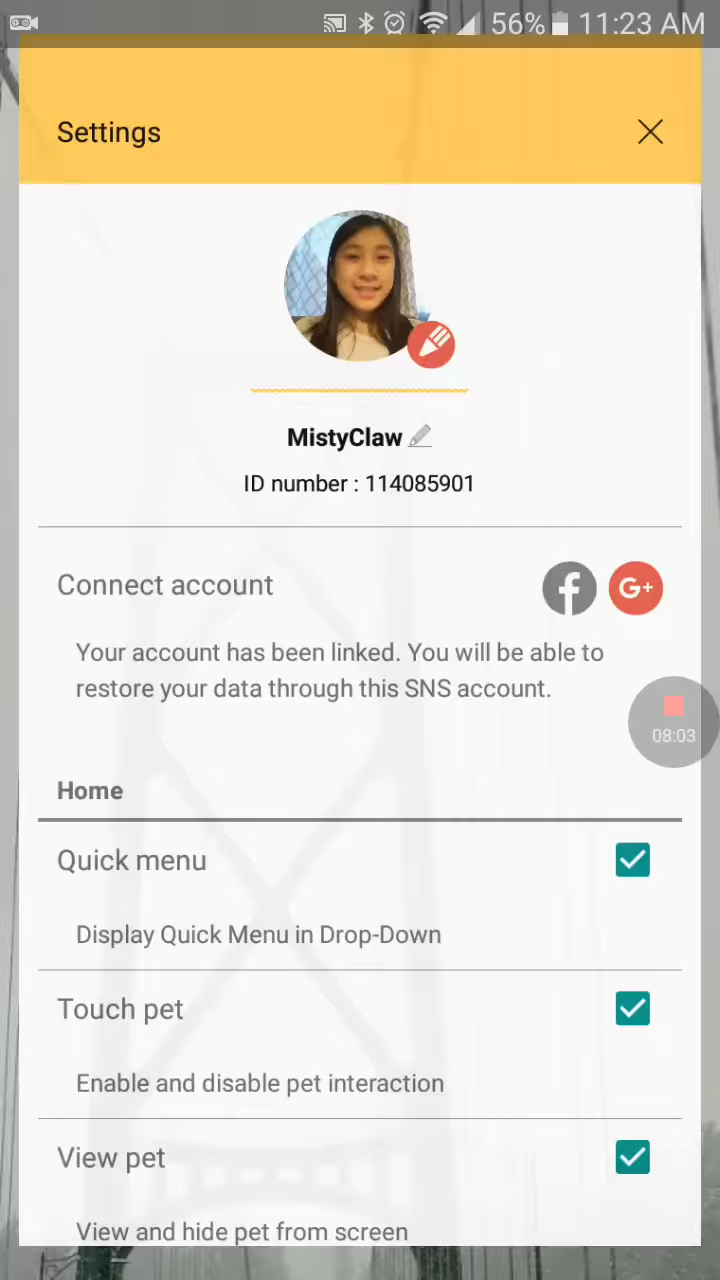 56% 11:23 AM
Settings
MistyClaw
ID number : 114085901
Connect account
f G+
Your account has been linked. You will be able to
restore your data through this SNS account.
08:03
Home
Quick menu
Display Quick Menu in Drop-Down
Touch pet
Enable and disable pet interaction
View pet
View and hide pet from screen